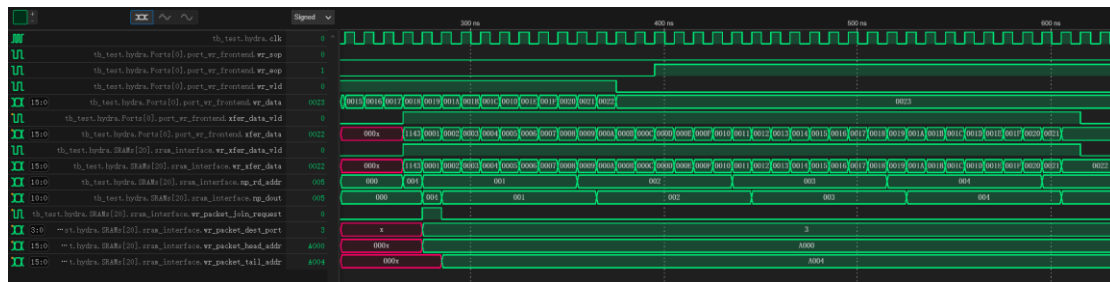 Signed
300 ns 400 ns 500 ns 600 ns
tb_test.hydra.clk 0
tb_test.hydra.Ports[0].port_wr_frontend.wr_sop 0
tb_test.hydra.Ports[0].port_wr_frontend.wr_eop 1
tb_test.hydra.Ports[0].port_wr_frontend.wr_vld 0
15:0 tb_test.hydra.Ports[0].port_wr_frontend.wr_data 0023 0015 0016 0017 0018 0019 001A 001B 001C 001D 001E 001F 0020 0021 0022 0023
tb_test.hydra.Ports[0].port_wr_frontend.xfer_data_vld 0
15:0 tb_test.hydra.Ports[0].port_wr_frontend.xfer_data 0022 000x 1143 0001 0002 0003 0004 0005 0006 0007 0008 0009 000A 000B 000C 000D 000E 000F 0010 0011 0012 0013 0014 0015 0016 0017 0018 0019 001A 001B 001C 001D 001E 001F 0020 0021
tb_test.hydra.SRAMs[20].sram_interface.wr_xfer_data_vld 0
15:0 tb_test.hydra.SRAMs[20].sram_interface.wr_xfer_data 0022 000x 1143 0001 0002 0003 0004 0005 0006 0007 0008 0009 000A 000B 000C 000D 000E 000F 0010 0011 0012 0013 0014 0015 0016 0017 0018 0019 001A 001B 001C 001D 001E 001F 0020 0021 0022
10:0 tb_test.hydra.SRAMs[20].sram_interface.np_rd_addr 005 000 004 001 002 003 004
10:0 tb_test.hydra.SRAMs[20].sram_interface.np_dout 005 000 004 001 002 003 004
tb_test.hydra.SRAMs[20].sram_interface.wr_packet_join_request 0
3:0 ⋯st.hydra.SRAMs[20].sram_interface.wr_packet_dest_port 3 x 3
15:0 ⋯t.hydra.SRAMs[20].sram_interface.wr_packet_head_addr A000 000x A000
15:0 ⋯t.hydra.SRAMs[20].sram_interface.wr_packet_tail_addr A004 000x A004